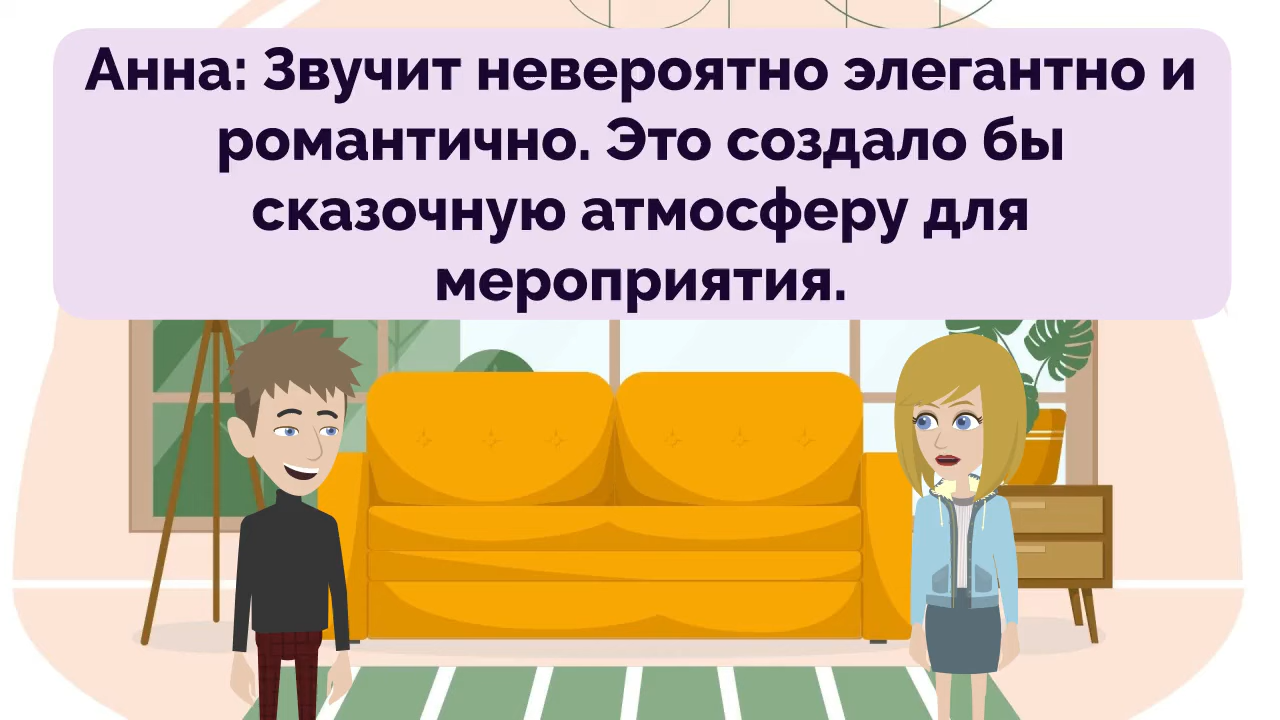 Анна: Звучит невероятно элегантно и
романтично. Это создало бы
сказочную атмосферу для
мероприятия.